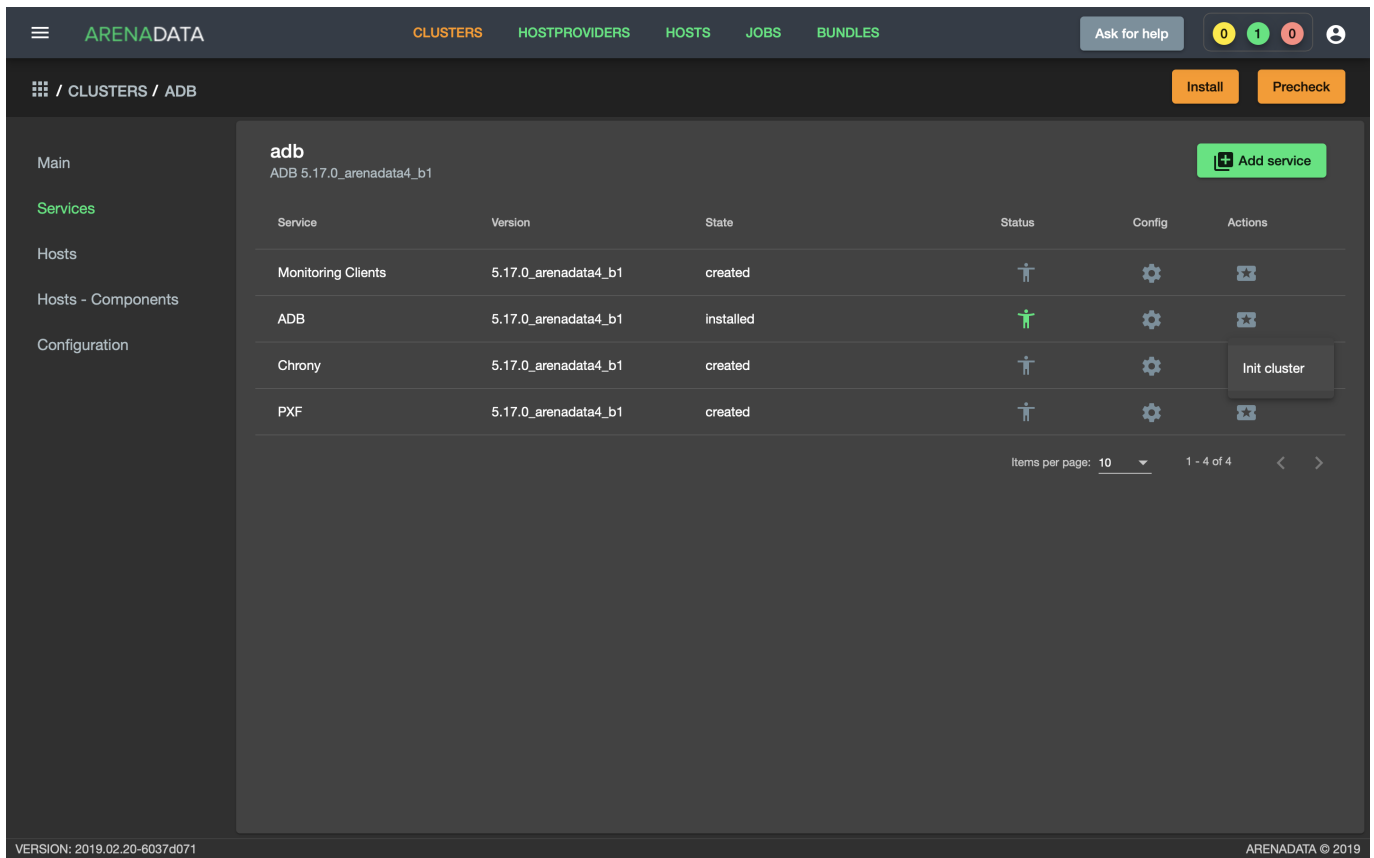 ARENADATA CLUSTERS HOSTPROVIDERS HOSTS JOBS BUNDLES Ask for help 0 1 0
/ CLUSTERS / ADB Install Precheck
Main
Services
Hosts
Hosts - Components
Configuration
adb
ADB 5.17.0_arenadata4_b1
Add service
Service Version State Status Config Actions
Monitoring Clients 5.17.0_arenadata4_b1 created
ADB 5.17.0_arenadata4_b1 installed
Chrony 5.17.0_arenadata4_b1 created
Init cluster
PXF 5.17.0_arenadata4_b1 created
Items per page: 10 1 - 4 of 4
VERSION: 2019.02.20-6037d071 ARENADATA © 2019